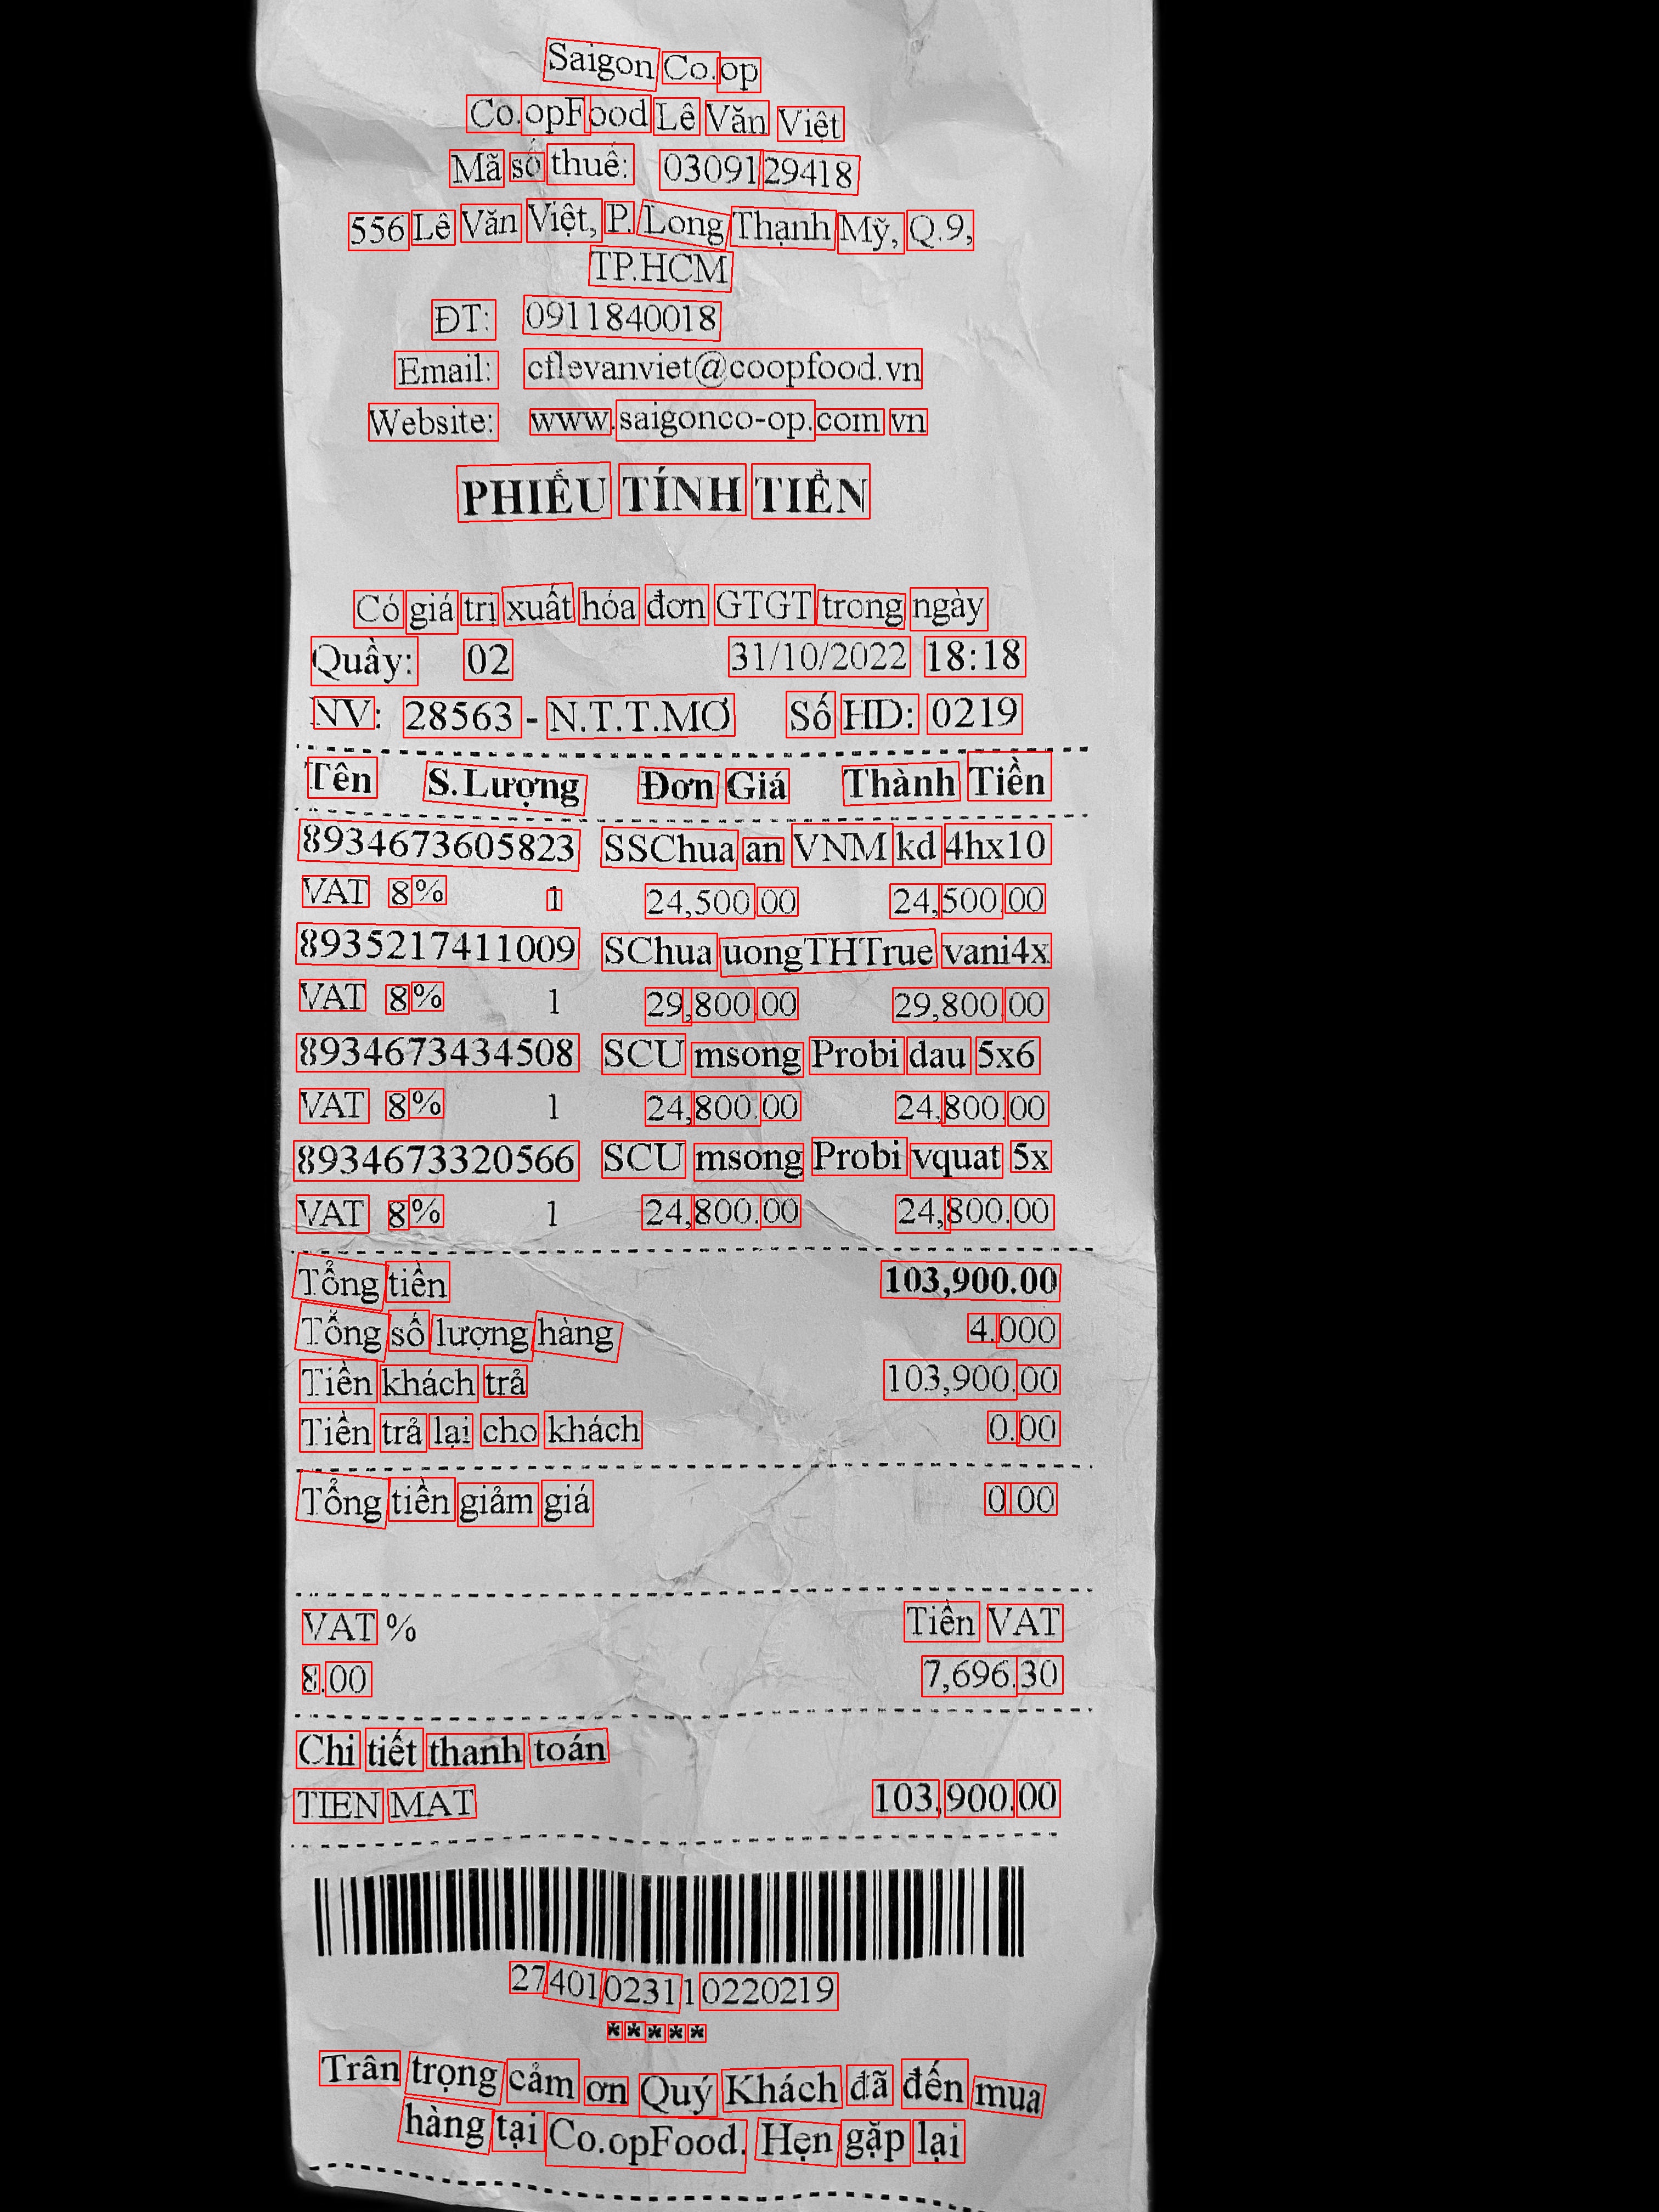 Saigon Co.op
Co.opFood Lê Văn Việt
Mã số thuế: 0309129418
556 Lê Văn Việt, P. Long Thạnh Mỹ, Q.9,
TP.HCM
ĐT: 0911840018
Email: cflevanviet@coopfood.vn
Website: www.saigonco-op.com vn
PHIẾU TÍNH TIỀN
Có giá trị xuất hóa đơn GTGT trong ngày
Quầy: 02 31/10/2022 18:18
NV: 28563 - N.T.T.MƠ Số HD: 0219
Tên S.Lượng Đơn Giá Thành Tiền
8934673605823 SSChua an VNM kd 4hx10
VAT 8% 1 24,500.00 24,500.00
8935217411009 SChua uongTHTrue vani4x
VAT 8% 1 29,800.00 29,800.00
8934673434508 SCU msong Probi dau 5x6
VAT 8% 1 24,800.00 24,800.00
8934673320566 SCU msong Probi vquat 5x
VAT 8% 1 24,800.00 24,800.00
Tổng tiền 103,900.00
Tổng số lượng hàng 4.000
Tiền khách trả 103,900.00
Tiền trả lại cho khách 0.00
Tổng tiền giảm giá 0.00
VAT % Tiền VAT
8.00 7,696.30
Chi tiết thanh toán
TIEN MAT 103,900.00
27401023110220219
*****
Trân trọng cảm ơn Quý Khách đã đến mua
hàng tại Co.opFood. Hẹn gặp lại